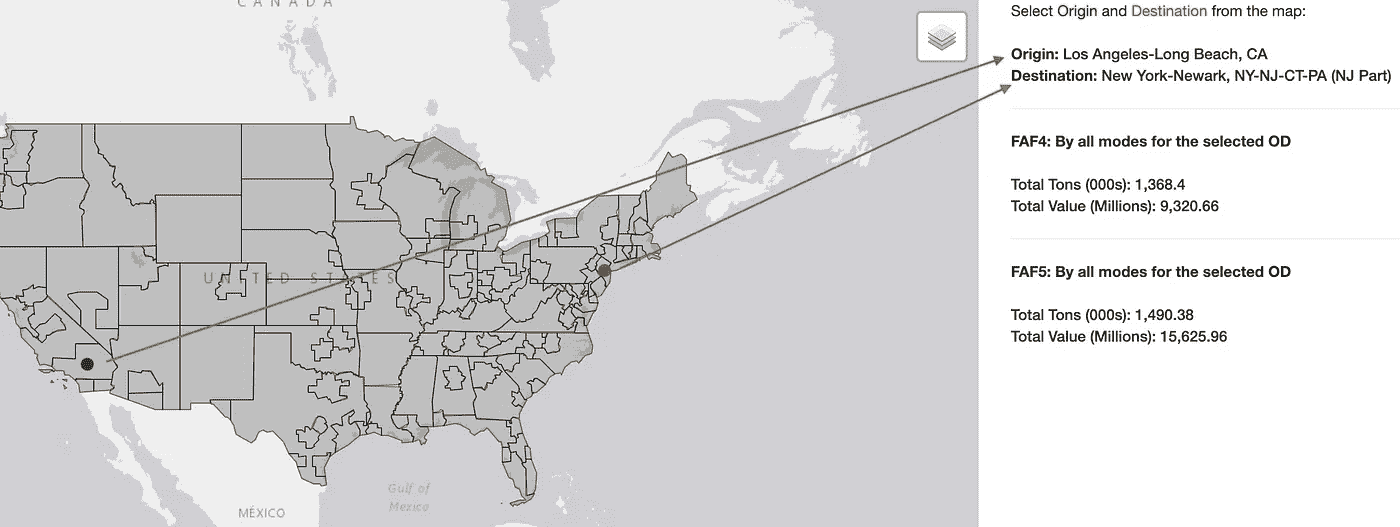 CANADA
UNITED STATES
Gulf of
Mexico
MÉXICO
Select Origin and Destination from the map:
Origin: Los Angeles-Long Beach, CA
Destination: New York-Newark, NY-NJ-CT-PA (NJ Part)
FAF4: By all modes for the selected OD
Total Tons (000s): 1,368.4
Total Value (Millions): 9,320.66
FAF5: By all modes for the selected OD
Total Tons (000s): 1,490.38
Total Value (Millions): 15,625.96